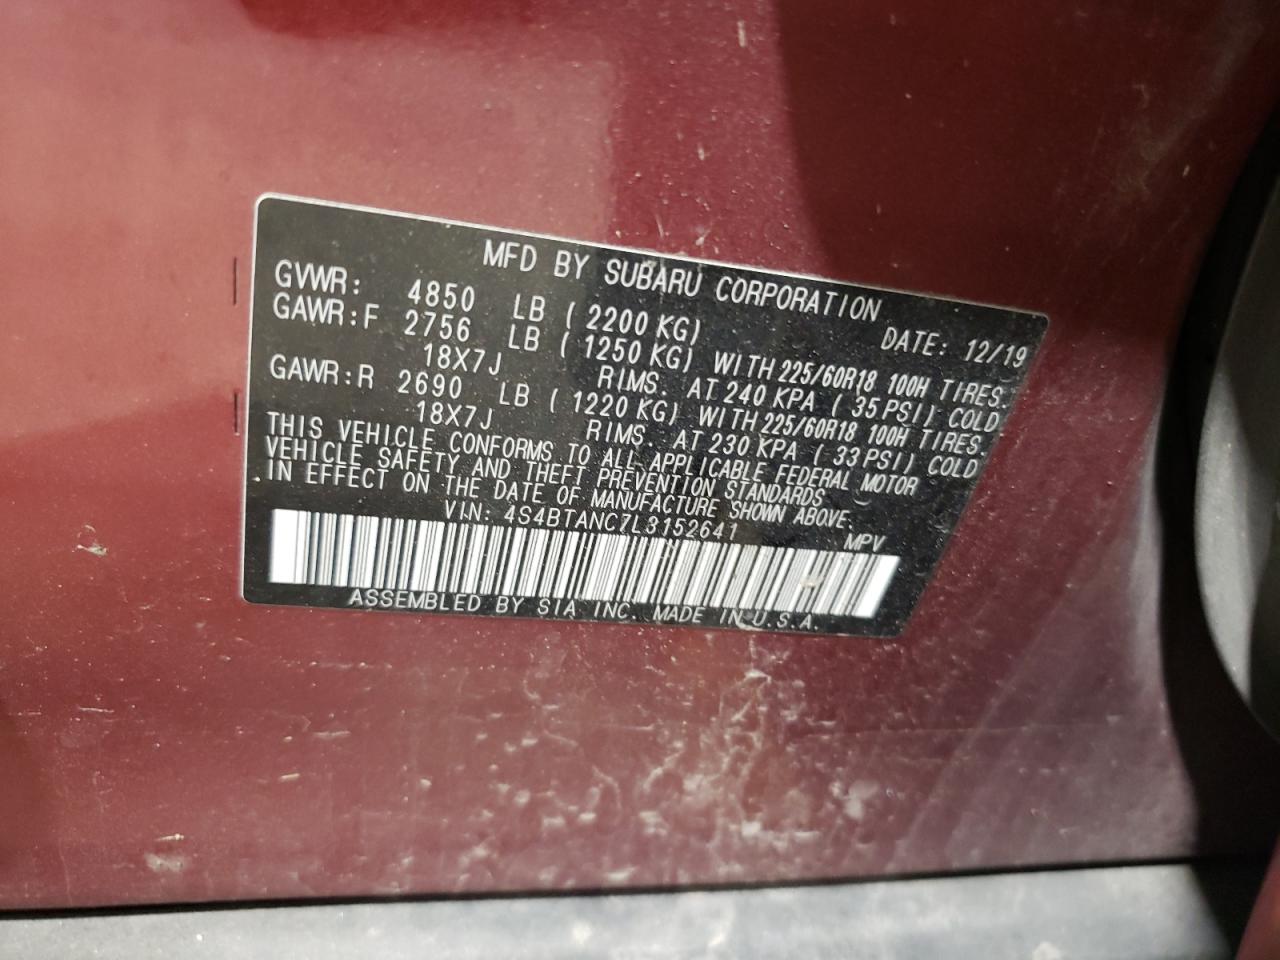 MFD BY SUBARU CORPORATION
DATE: 12/19
GVWR: 4850 LB ( 2200 KG)
GAWR:F 2756 LB ( 1250 KG) WITH 225/60R18 100H TIRES.
18X7J RIMS. AT 240 KPA ( 35 PSI) COLD
GAWR:R 2690 LB ( 1220 KG) WITH 225/60R18 100H TIRES.
18X7J RIMS. AT 230 KPA ( 33 PSI) COLD
THIS VEHICLE CONFORMS TO ALL APPLICABLE FEDERAL MOTOR
VEHICLE SAFETY AND THEFT PREVENTION STANDARDS
IN EFFECT ON THE DATE OF MANUFACTURE SHOWN ABOVE.
VIN: 4S4BTANC7L3152641 MPV
ASSEMBLED BY SIA INC. MADE IN U.S.A.